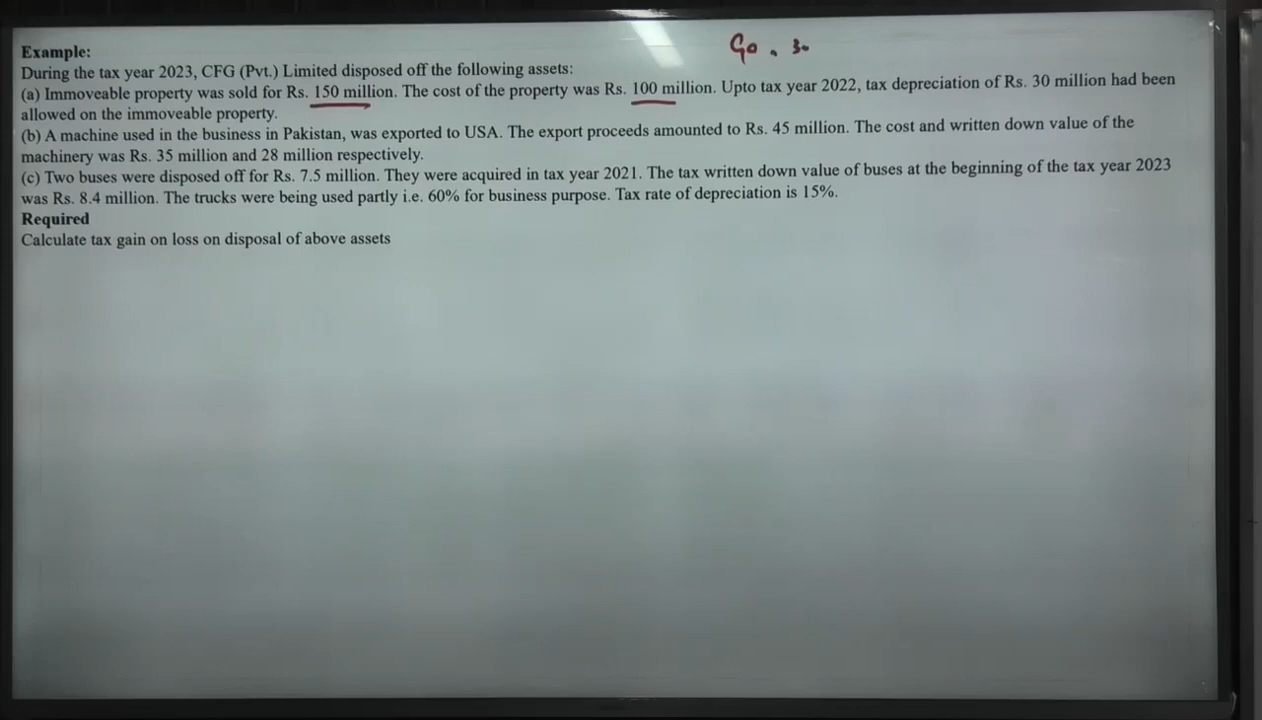 90 . 30
Example:
During the tax year 2023, CFG (Pvt.) Limited disposed off the following assets:
(a) Immoveable property was sold for Rs. 150 million. The cost of the property was Rs. 100 million. Upto tax year 2022, tax depreciation of Rs. 30 million had been
allowed on the immoveable property.
(b) A machine used in the business in Pakistan, was exported to USA. The export proceeds amounted to Rs. 45 million. The cost and written down value of the
machinery was Rs. 35 million and 28 million respectively.
(c) Two buses were disposed off for Rs. 7.5 million. They were acquired in tax year 2021. The tax written down value of buses at the beginning of the tax year 2023
was Rs. 8.4 million. The trucks were being used partly i.e. 60% for business purpose. Tax rate of depreciation is 15%.
Required
Calculate tax gain on loss on disposal of above assets